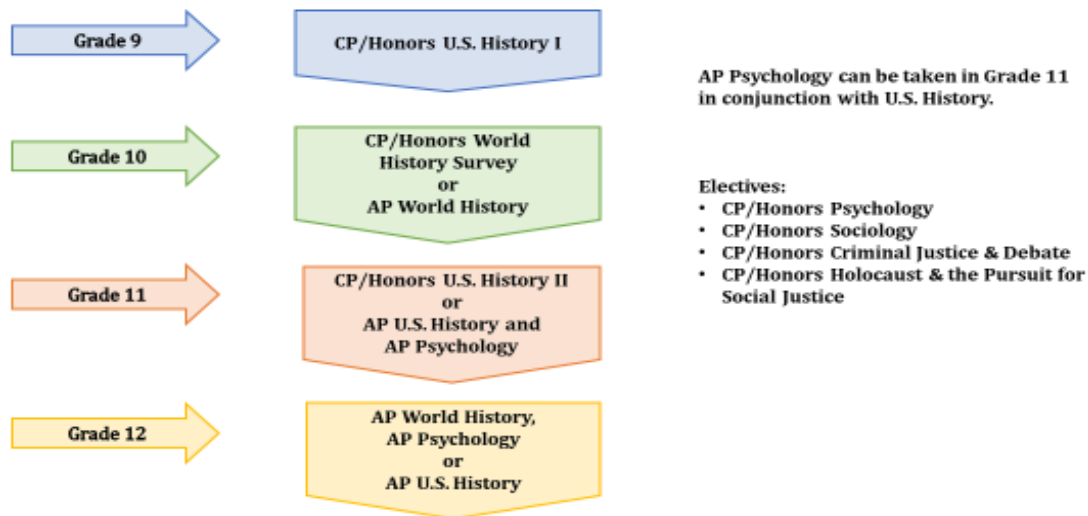 Grade 9
CP/Honors U.S. History I
Grade 10
CP/Honors World
History Survey
or
AP World History
Grade 11
CP/Honors U.S. History II
or
AP U.S. History and
AP Psychology
Grade 12
AP World History,
AP Psychology
or
AP U.S. History
AP Psychology can be taken in Grade 11
in conjunction with U.S. History.
Electives:
• CP/Honors Psychology
• CP/Honors Sociology
• CP/Honors Criminal Justice & Debate
• CP/Honors Holocaust & the Pursuit for
Social Justice